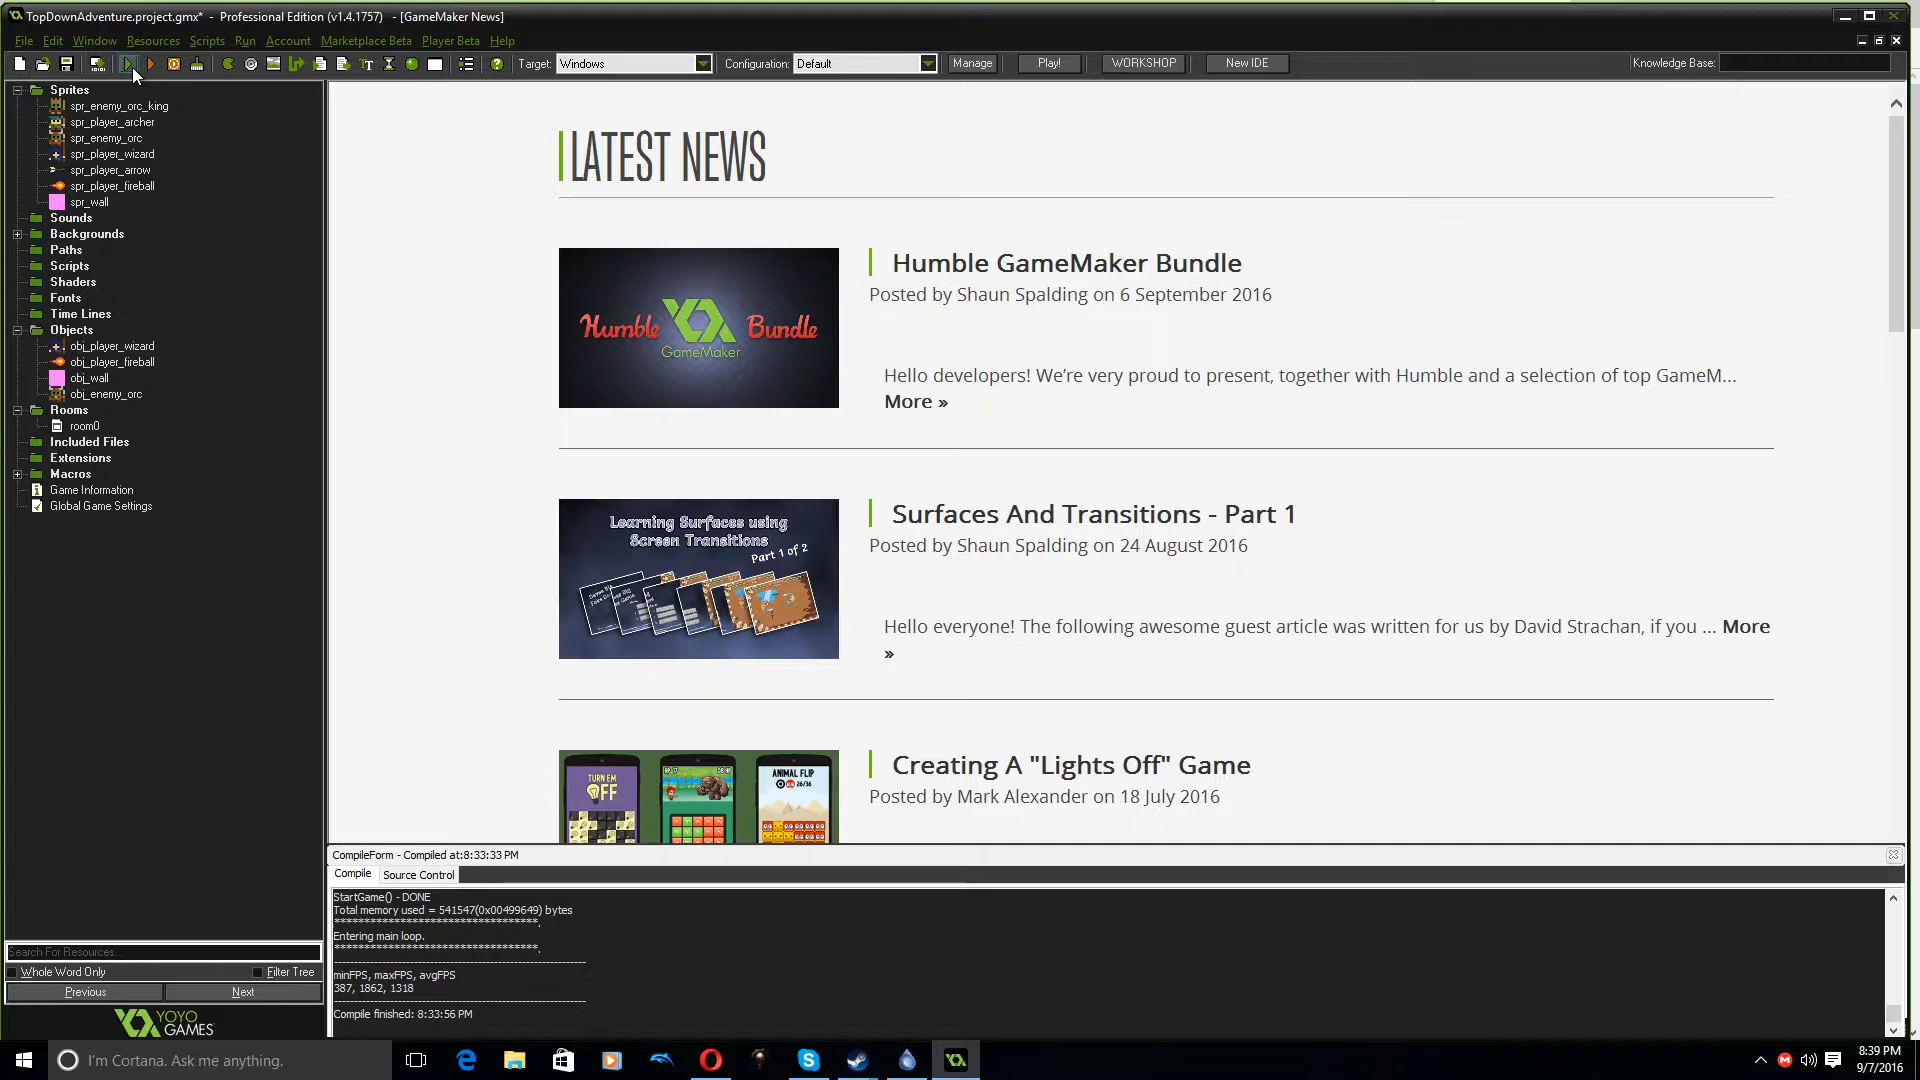 TopDownAdventure.project.gmx* - Professional Edition (v1.4.1757) - [GameMaker News]
File Edit Window Resources Scripts Run Account Marketplace Beta Player Beta Help
Target: Windows Configuration: Default Manage Play! WORKSHOP New IDE Knowledge Base:
Sprites
spr_enemy_orc_king
spr_player_archer
spr_enemy_orc
spr_player_wizard
spr_player_arrow
spr_player_fireball
spr_wall
Sounds
Backgrounds
Paths
Scripts
Shaders
Fonts
Time Lines
Objects
obj_player_wizard
obj_player_fireball
obj_wall
obj_enemy_orc
Rooms
room0
Included Files
Extensions
Macros
Game Information
Global Game Settings
Search For Resources...
Whole Word Only Filter Tree
Previous Next
YOYO
GAMES
LATEST NEWS
Humble Bundle
GameMaker
Humble GameMaker Bundle
Posted by Shaun Spalding on 6 September 2016
Hello developers! We're very proud to present, together with Humble and a selection of top GameM...
More »
Learning Surfaces using
Screen Transitions
Part 1 of 2
Surfaces And Transitions - Part 1
Posted by Shaun Spalding on 24 August 2016
Hello everyone! The following awesome guest article was written for us by David Strachan, if you ... More
»
TURN EM
OFF
ANIMAL FLIP
26/36
Creating A "Lights Off" Game
Posted by Mark Alexander on 18 July 2016
CompileForm - Compiled at:8:33:33 PM
Compile Source Control
StartGame() - DONE
Total memory used = 541547(0x00499649) bytes
**********************************.
Entering main loop.
**********************************.
minFPS, maxFPS, avgFPS
387, 1862, 1318
Compile finished: 8:33:56 PM
I'm Cortana. Ask me anything.
8:39 PM
9/7/2016